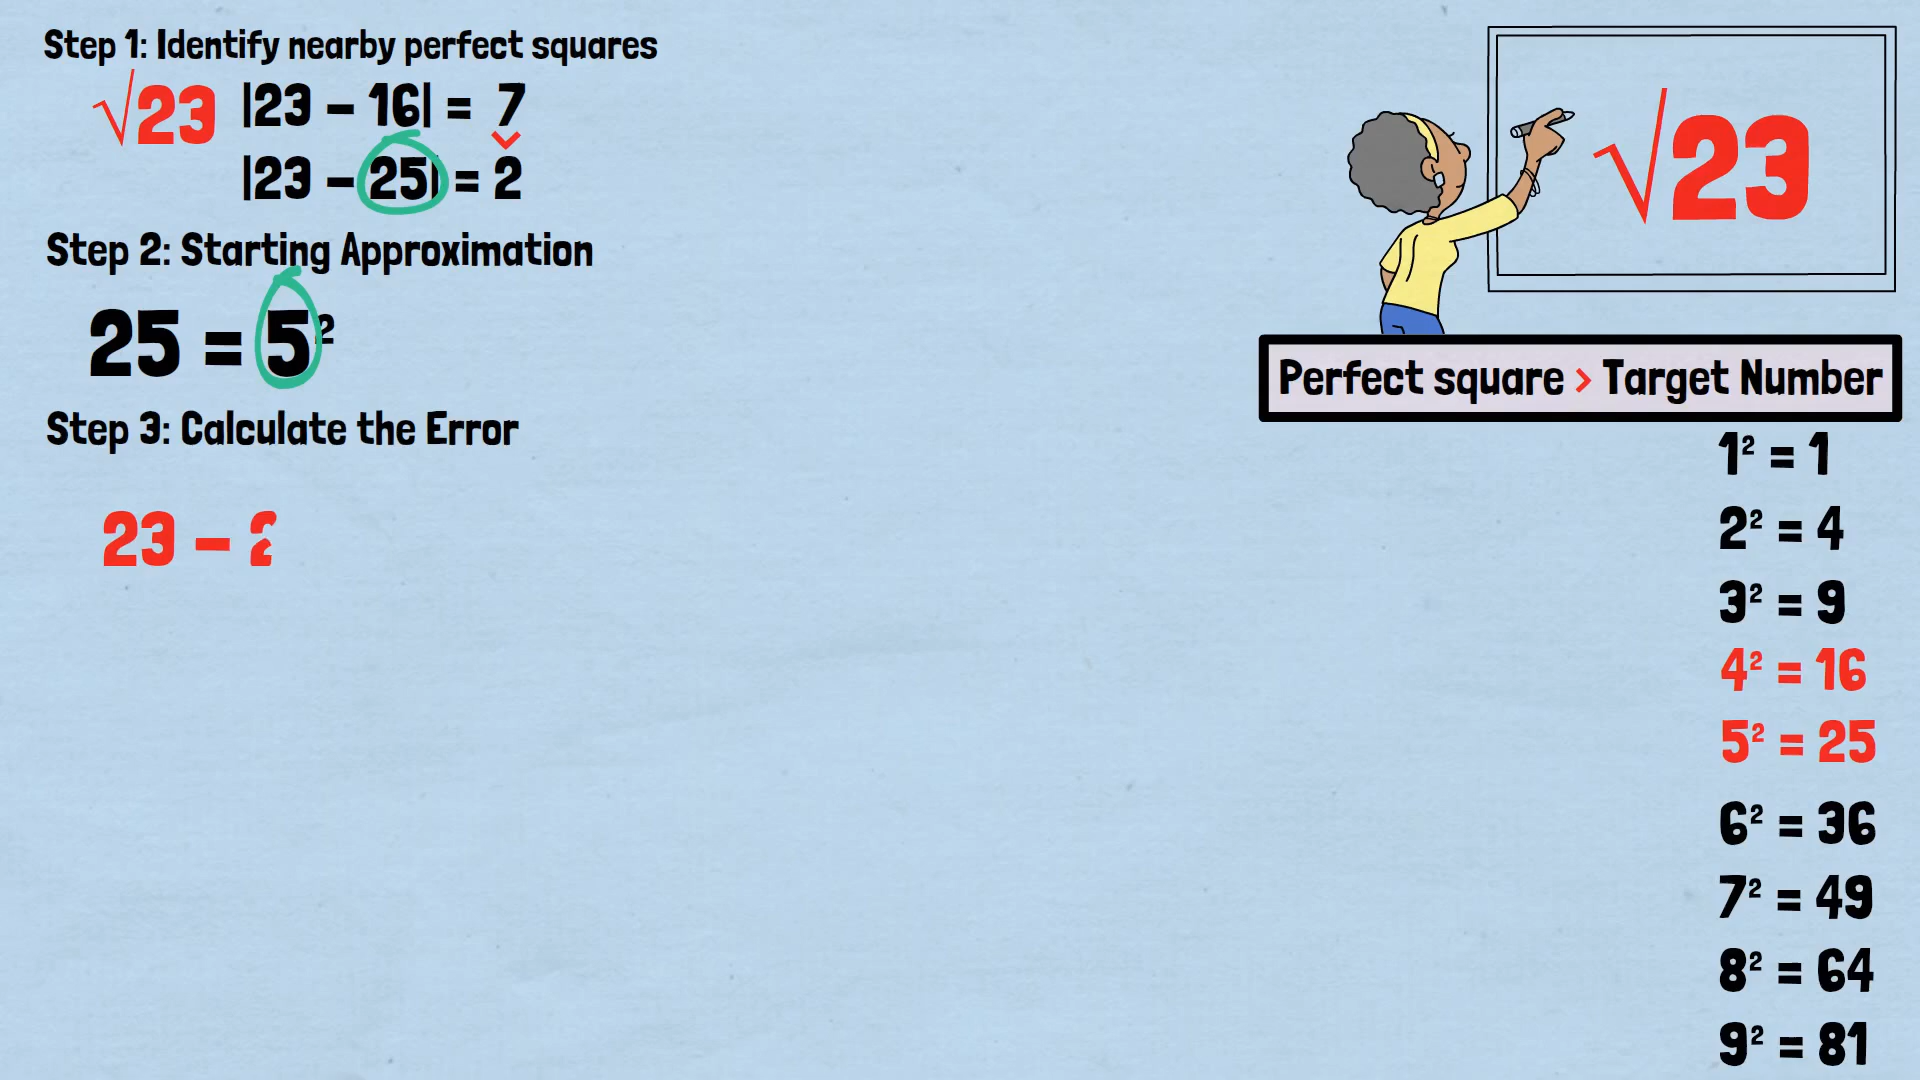 Step 1: Identify nearby perfect squares
√23 |23 – 16| = 7
|23 – 25| = 2
Step 2: Starting Approximation
25 = 5²
Step 3: Calculate the Error
23 –
√23
Perfect square > Target Number
1² = 1
2² = 4
3² = 9
4² = 16
5² = 25
6² = 36
7² = 49
8² = 64
9² = 81